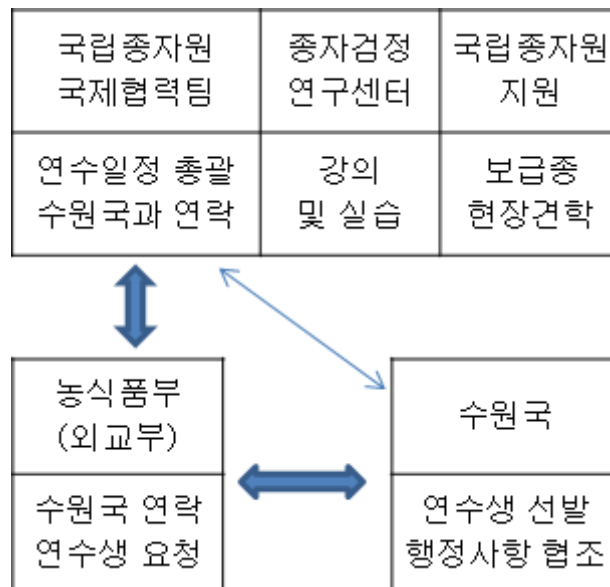 국립종자원
국제협력팀
종자검정
연구센터
국립종자원
지원
연수일정 총괄
수원국과 연락
강의
및 실습
보급종
현장견학
농식품부
(외교부)
수원국
수원국 연락
연수생 요청
연수생 선발
행정사항 협조